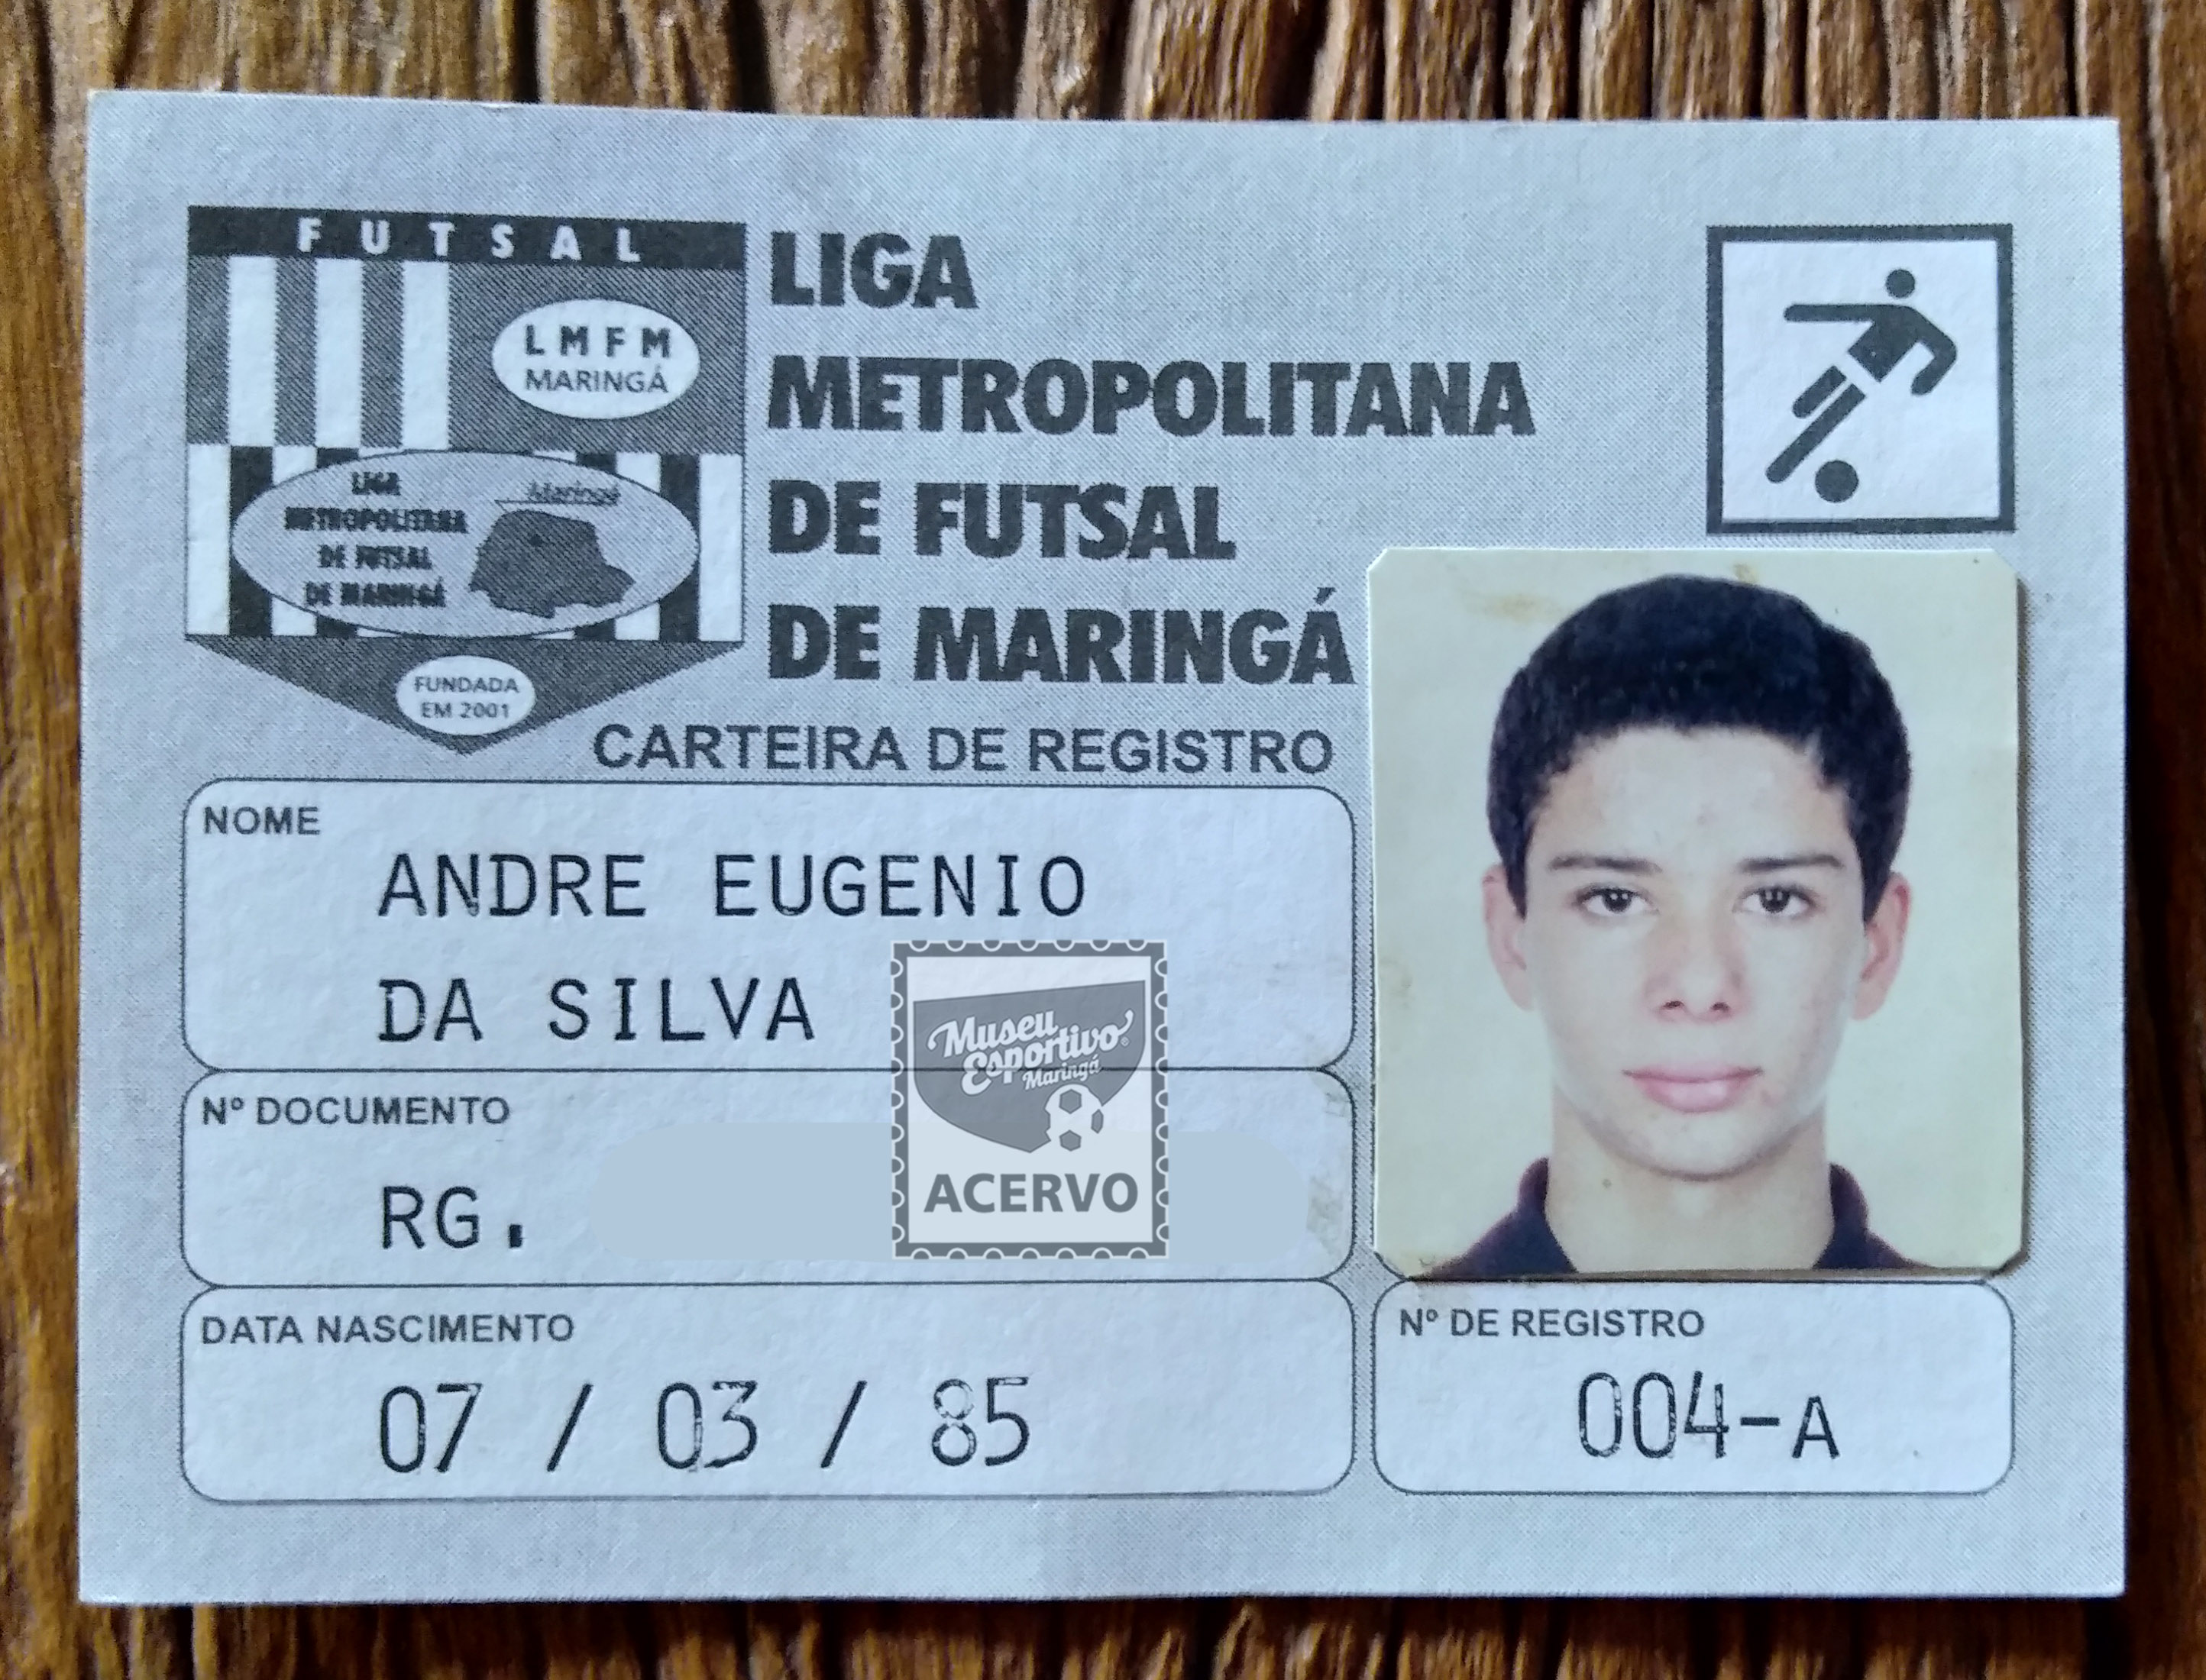 FUTSAL
LMFM
MARINGÁ
LIGA
METROPOLITANA
DE FUTSAL
DE MARINGÁ
Maringá
FUNDADA
EM 2001
LIGA
METROPOLITANA
DE FUTSAL
DE MARINGÁ
CARTEIRA DE REGISTRO
NOME
ANDRE EUGENIO
DA SILVA
Museu
Esportivo®
Maringá
ACERVO
Nº DOCUMENTO
RG.
DATA NASCIMENTO
07 / 03 / 85
Nº DE REGISTRO
004-A